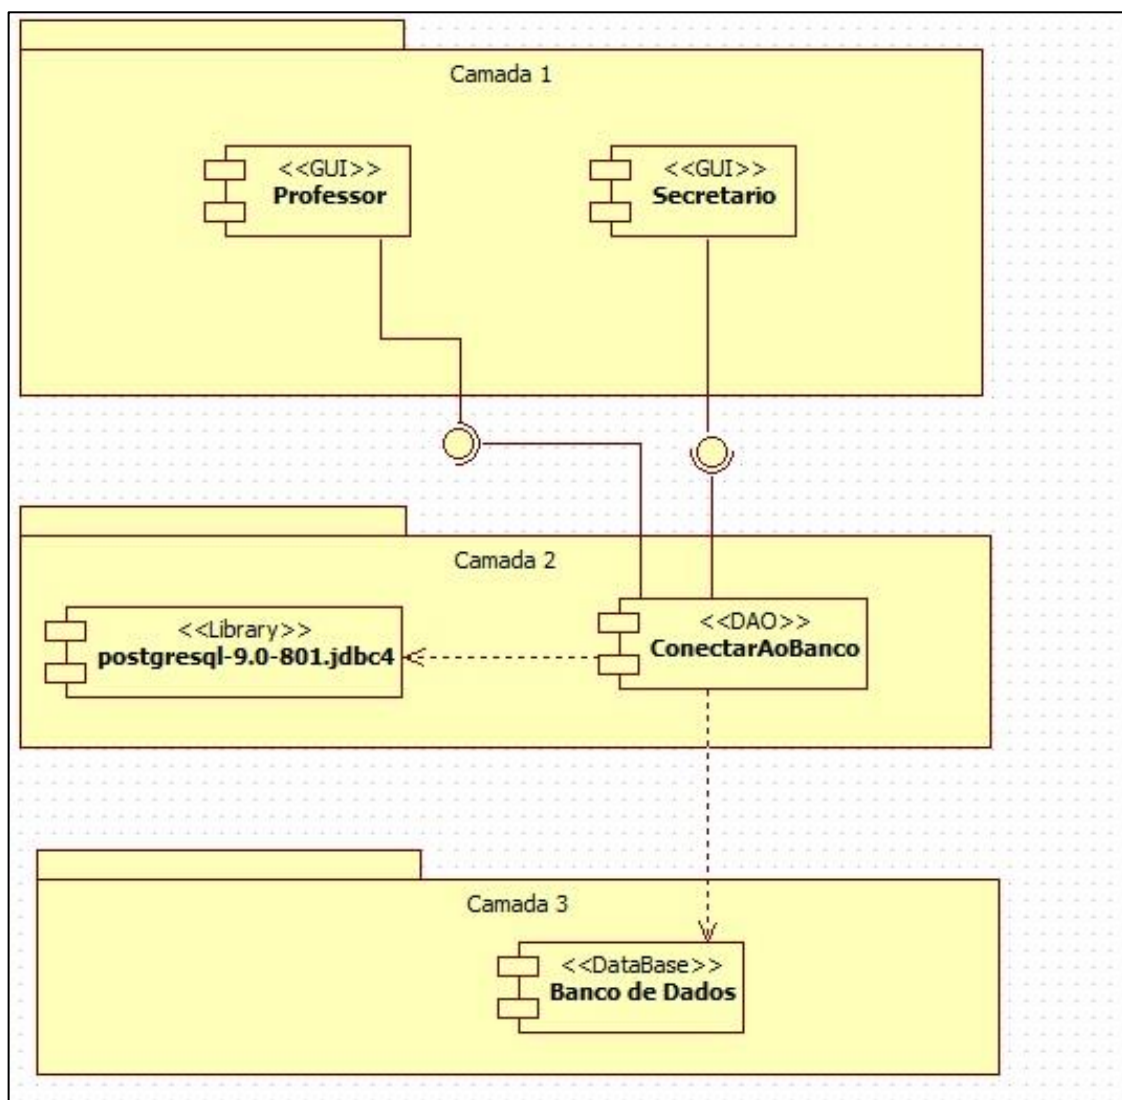 Camada 1
<<GUI>>
Professor
<<GUI>>
Secretario
Camada 2
<<Library>>
postgresql-9.0-801.jdbc4
<<DAO>>
ConectarAoBanco
Camada 3
<<DataBase>>
Banco de Dados